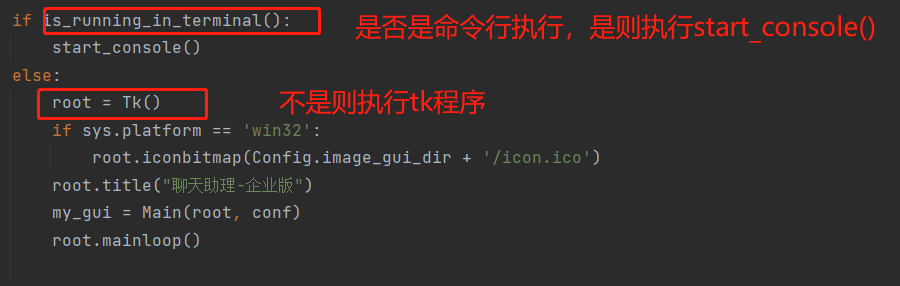 if is_running_in_terminal():
是否是命令行执行，是则执行start_console()
start_console()
else:
root = Tk()
不是则执行tk程序
if sys.platform == 'win32':
root.iconbitmap(Config.image_gui_dir + '/icon.ico')
root.title("聊天助理-企业版")
my_gui = Main(root, conf)
root.mainloop()